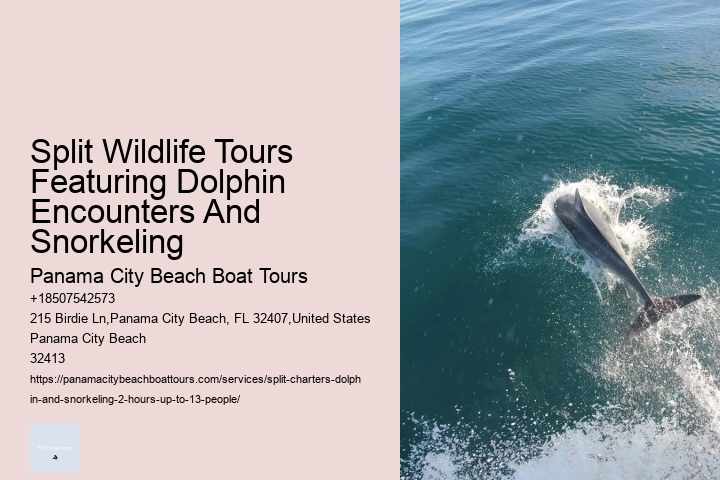 Split Wildlife Tours
Featuring Dolphin
Encounters And
Snorkeling
Panama City Beach Boat Tours
+18507542573
215 Birdie Ln,Panama City Beach, FL 32407,United States
Panama City Beach
32413
https://panamacitybeachboattours.com/services/split-charters-dolph
in-and-snorkeling-2-hours-up-to-13-people/